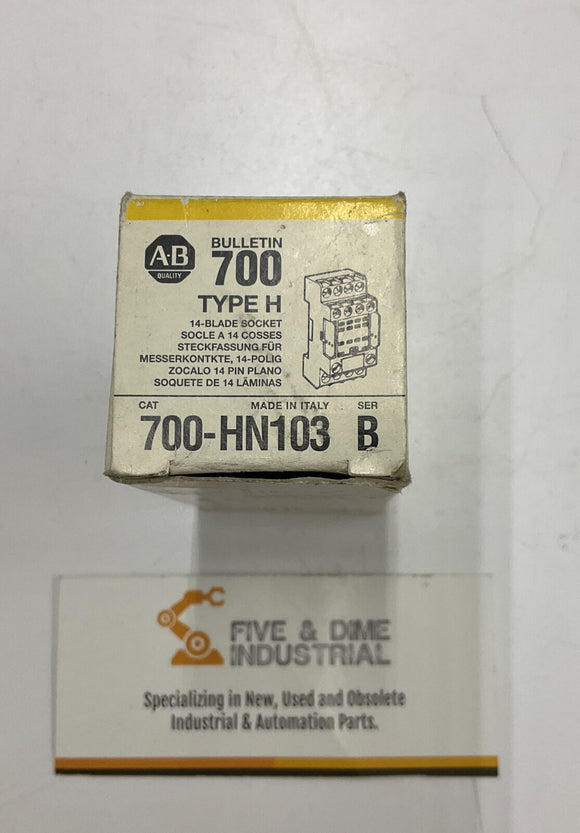 A-B
QUALITY
BULLETIN
700
TYPE H
14-BLADE SOCKET
SOCLE A 14 COSSES
STECKFASSUNG FÜR
MESSERKONTKTE, 14-POLIG
ZOCALO 14 PIN PLANO
SOQUETE DE 14 LÂMINAS
CAT MADE IN ITALY SER
700-HN103 B
FIVE & DIME
INDUSTRIAL
Specializing in New, Used and Obsolete
Industrial & Automation Parts.